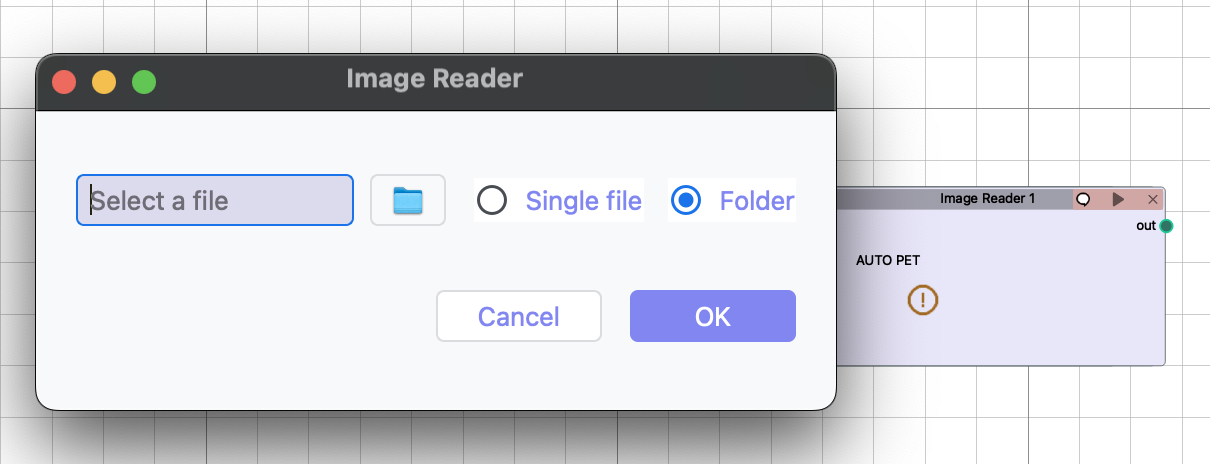 Image Reader
Select a file
Single file
Folder
Cancel
OK
Image Reader 1
out
AUTO PET
!